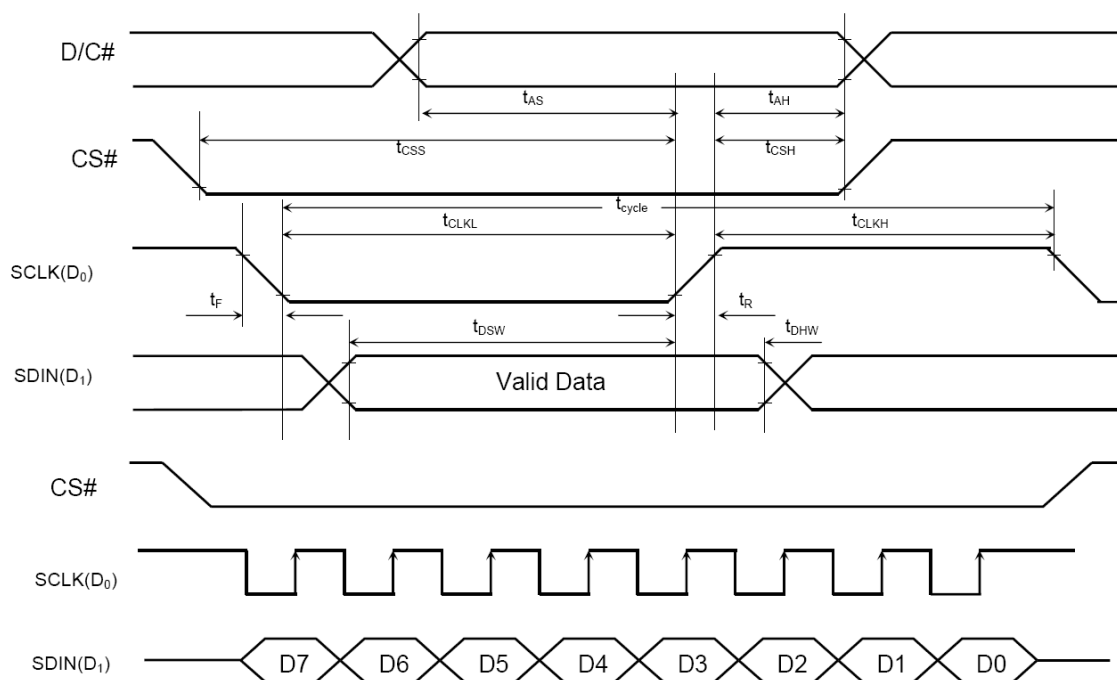 D/C#
tAS
tAH
CS#
tCSS
tCSH
tcycle
tCLKL
tCLKH
SCLK(D0)
tF
tR
tDSW
tDHW
SDIN(D1)
Valid Data
CS#
SCLK(D0)
SDIN(D1)
D7 D6 D5 D4 D3 D2 D1 D0